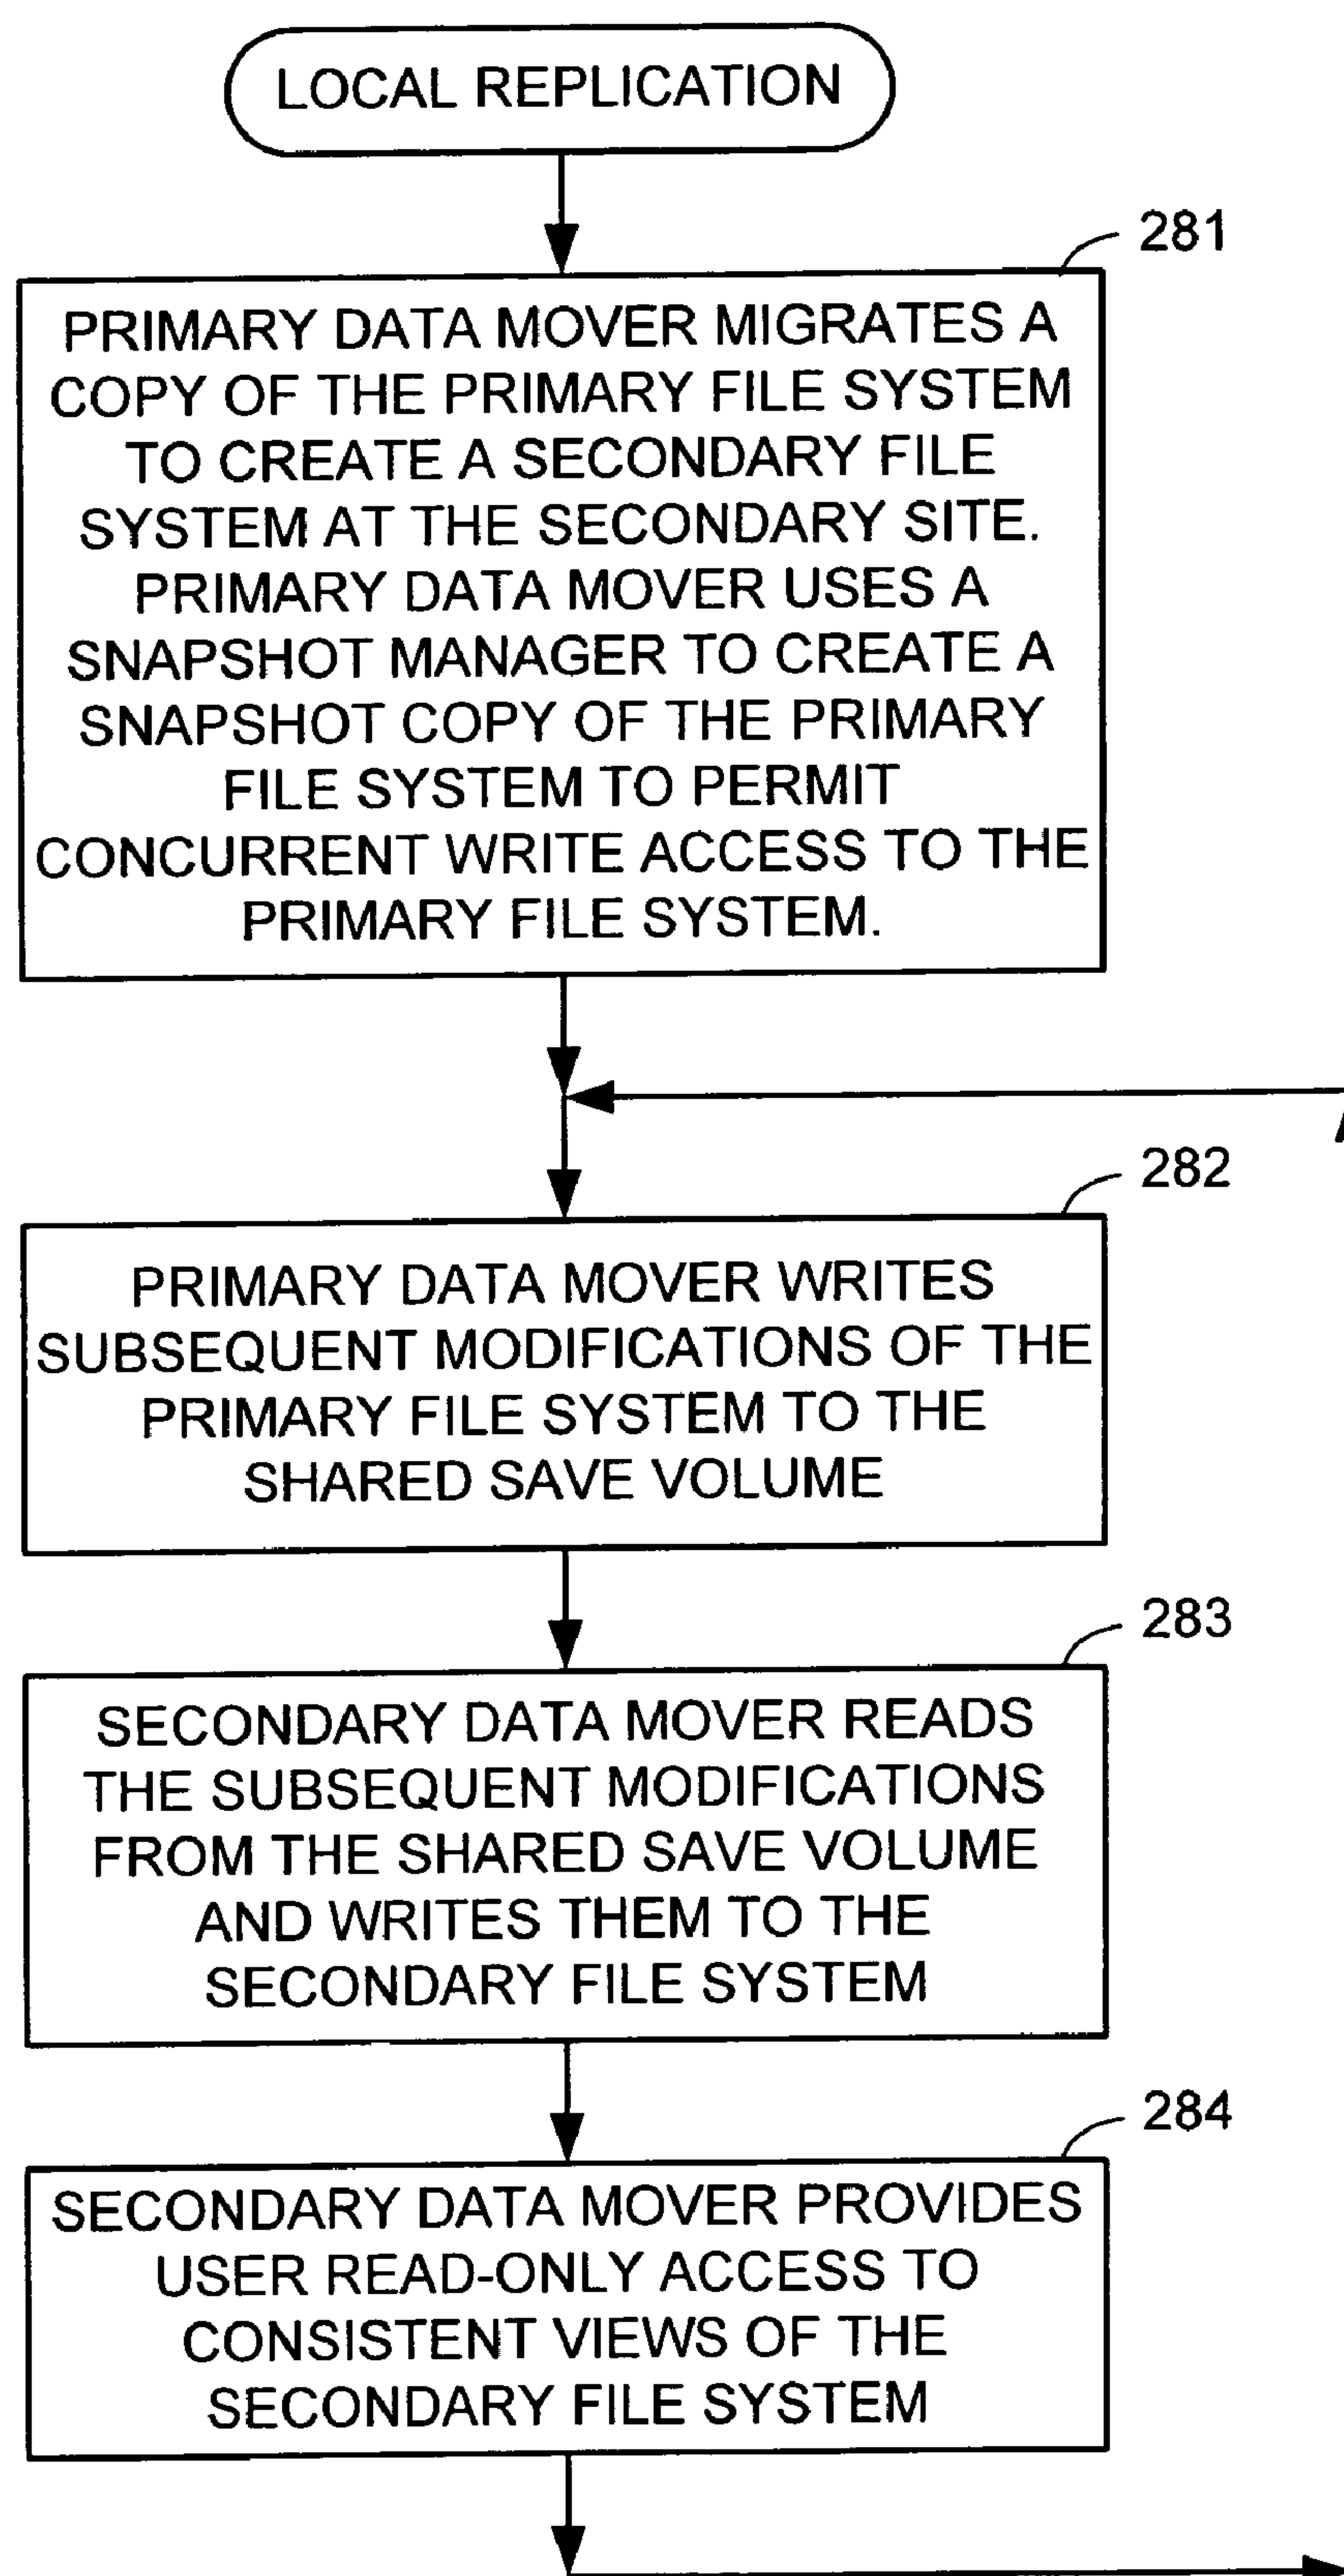 LOCAL REPLICATION
281
PRIMARY DATA MOVER MIGRATES A
COPY OF THE PRIMARY FILE SYSTEM
TO CREATE A SECONDARY FILE
SYSTEM AT THE SECONDARY SITE.
PRIMARY DATA MOVER USES A
SNAPSHOT MANAGER TO CREATE A
SNAPSHOT COPY OF THE PRIMARY
FILE SYSTEM TO PERMIT
CONCURRENT WRITE ACCESS TO THE
PRIMARY FILE SYSTEM.
282
PRIMARY DATA MOVER WRITES
SUBSEQUENT MODIFICATIONS OF THE
PRIMARY FILE SYSTEM TO THE
SHARED SAVE VOLUME
283
SECONDARY DATA MOVER READS
THE SUBSEQUENT MODIFICATIONS
FROM THE SHARED SAVE VOLUME
AND WRITES THEM TO THE
SECONDARY FILE SYSTEM
284
SECONDARY DATA MOVER PROVIDES
USER READ-ONLY ACCESS TO
CONSISTENT VIEWS OF THE
SECONDARY FILE SYSTEM